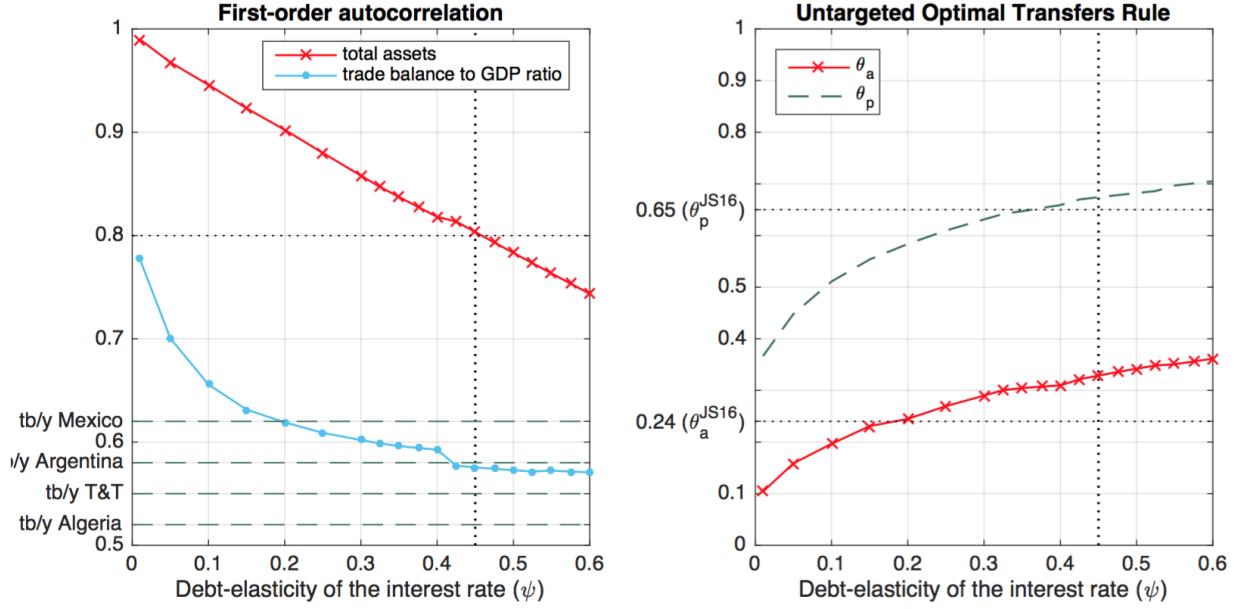 First-order autocorrelation
total assets
trade balance to GDP ratio
1
0.9
0.8
0.7
tb/y Mexico
0.6
/y Argentina
tb/y T&T
tb/y Algeria
0.5
0
0.1
0.2
0.3
0.4
0.5
0.6
Debt-elasticity of the interest rate (ψ)
Untargeted Optimal Transfers Rule
θa
θp
1
0.9
0.8
0.65 (θp^JS16)
0.5
0.4
0.24 (θa^JS16)
0.1
0
0
0.1
0.2
0.3
0.4
0.5
0.6
Debt-elasticity of the interest rate (ψ)